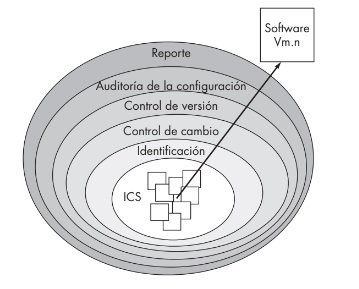 Software
Vm.n
Reporte
Auditoría de la configuración
Control de versión
Control de cambio
Identificación
ICS